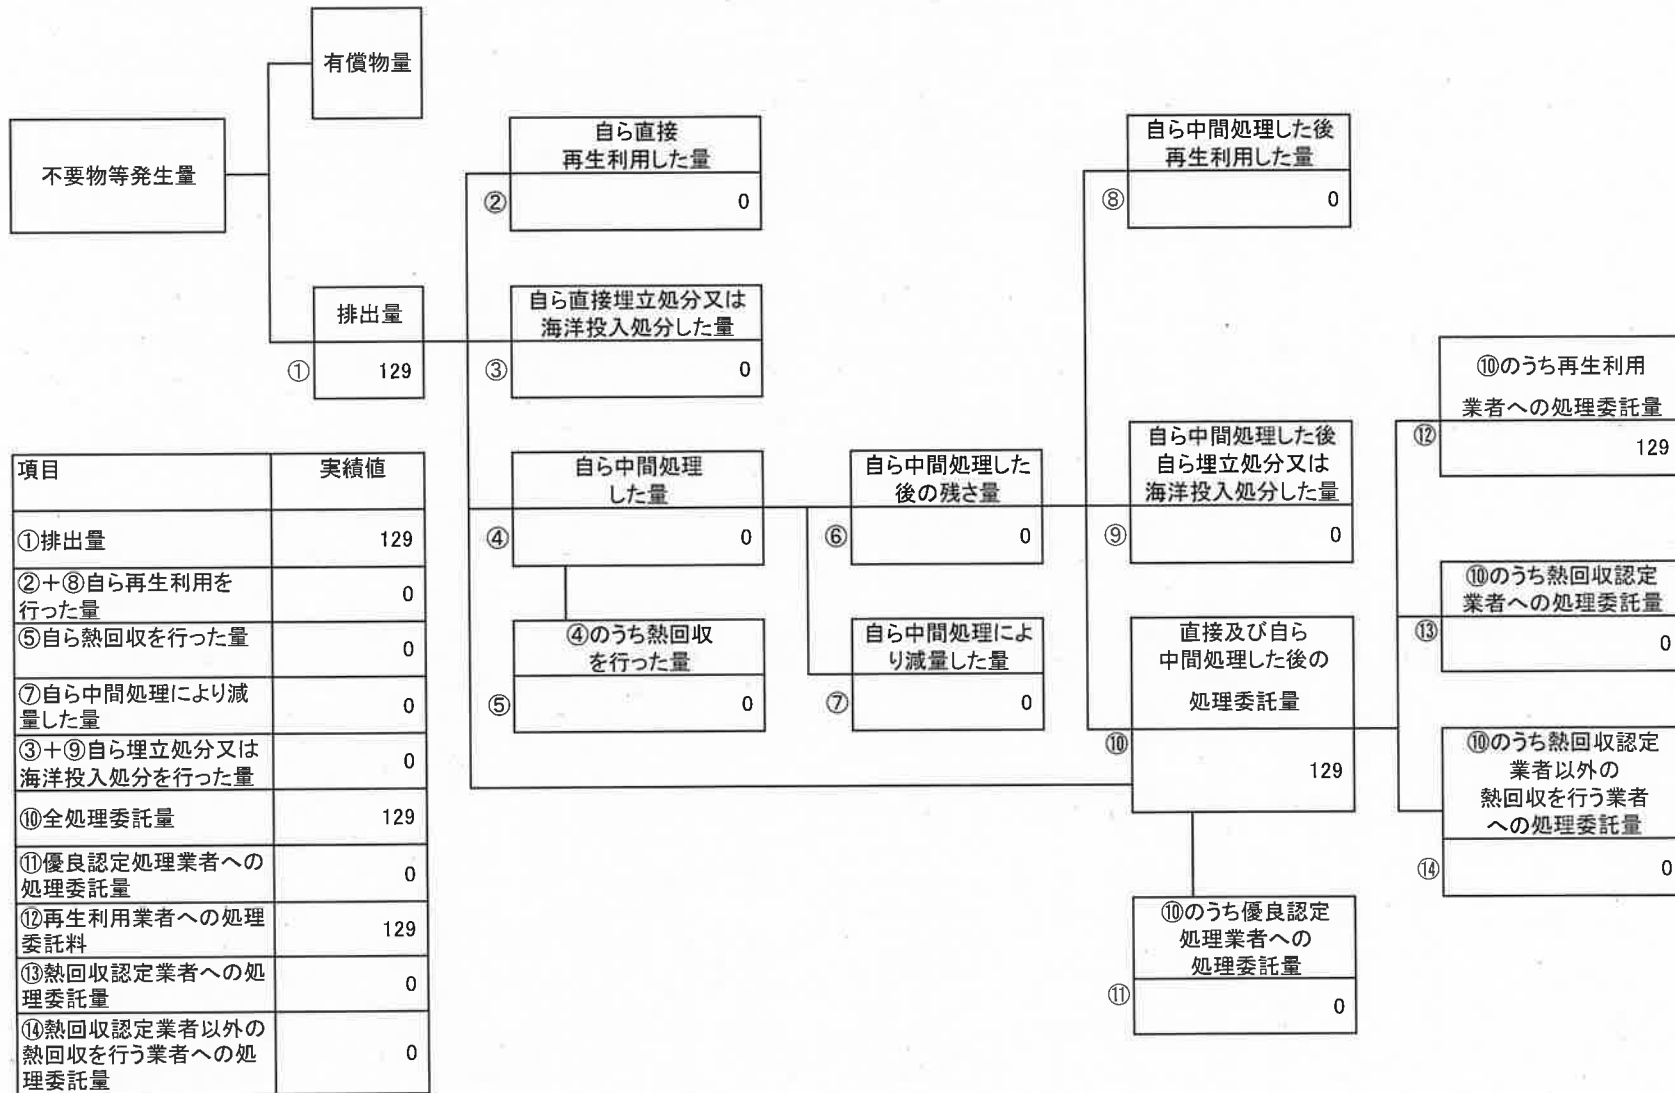 有償物量
不要物等発生量
排出量
①
129
自ら直接
再生利用した量
②
0
自ら直接埋立処分又は
海洋投入処分した量
③
0
自ら中間処理
した量
④
0
④のうち熱回収
を行った量
⑤
0
自ら中間処理した
後の残さ量
⑥
0
自ら中間処理によ
り減量した量
⑦
0
自ら中間処理した後
再生利用した量
⑧
0
自ら中間処理した後
自ら埋立処分又は
海洋投入処分した量
⑨
0
直接及び自ら
中間処理した後の
処理委託量
⑩
129
⑩のうち優良認定
処理業者への
処理委託量
⑪
0
⑩のうち再生利用
業者への処理委託量
⑫
129
⑩のうち熱回収認定
業者への処理委託量
⑬
0
⑩のうち熱回収認定
業者以外の
熱回収を行う業者
への処理委託量
⑭
0
項目 実績値
①排出量 129
②+⑧自ら再生利用を
行った量 0
⑤自ら熱回収を行った量 0
⑦自ら中間処理により減
量した量 0
③+⑨自ら埋立処分又は
海洋投入処分を行った量 0
⑩全処理委託量 129
⑪優良認定処理業者への
処理委託量 0
⑫再生利用業者への処理
委託料 129
⑬熱回収認定業者への処
理委託量 0
⑭熱回収認定業者以外の
熱回収を行う業者への処
理委託量 0